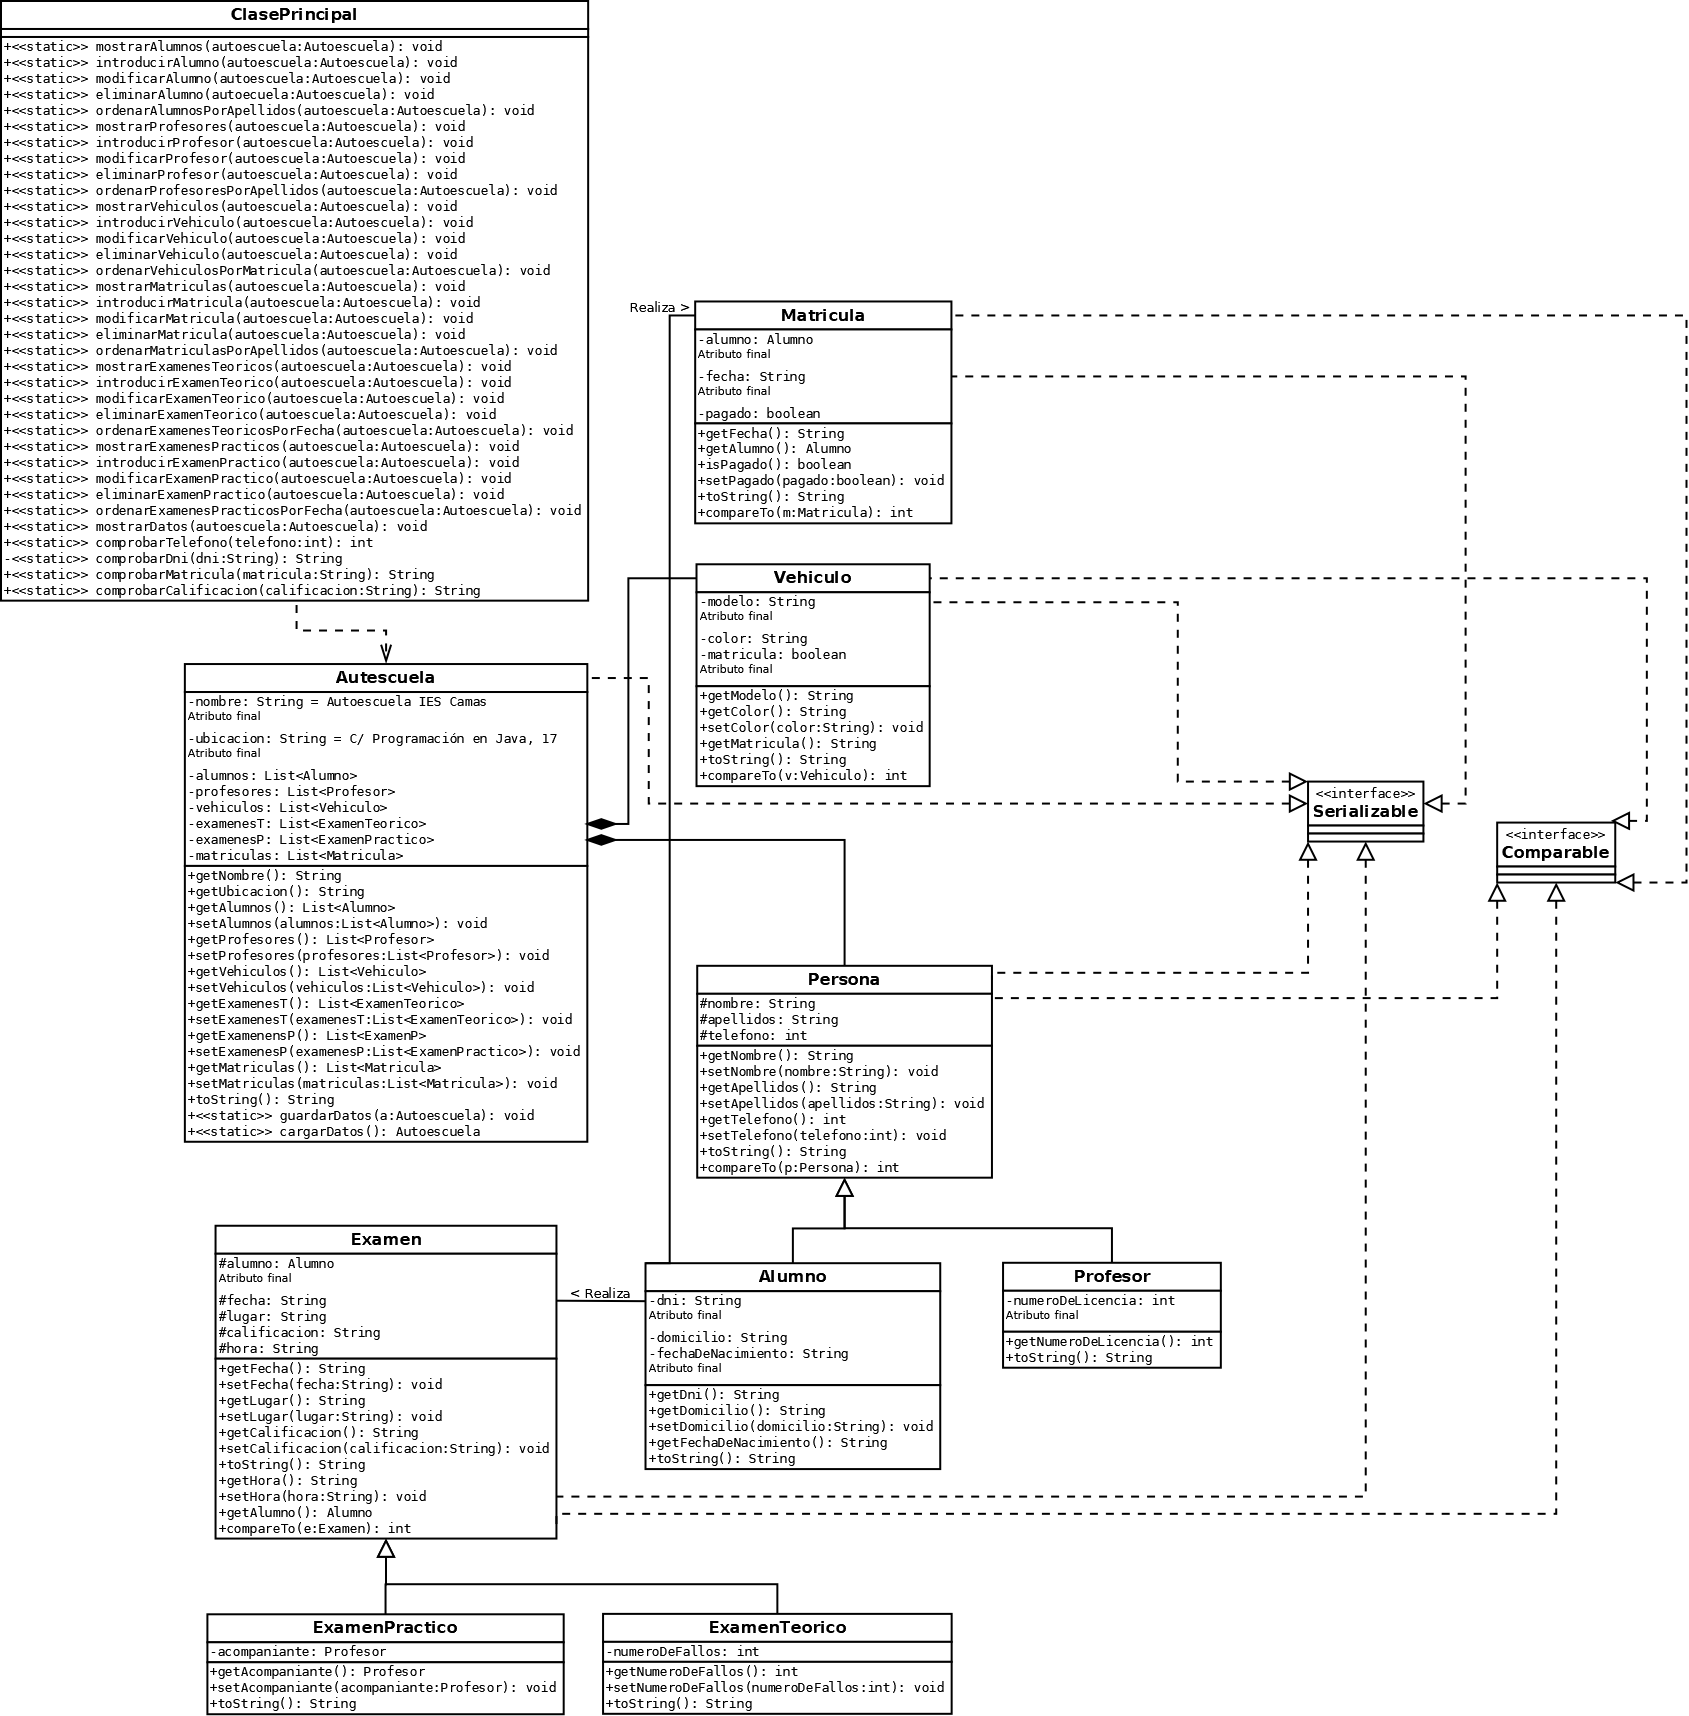 ClasePrincipal
+<<static>> mostrarAlumnos(autoescuela:Autoescuela): void
+<<static>> introducirAlumno(autoescuela:Autoescuela): void
+<<static>> modificarAlumno(autoescuela:Autoescuela): void
+<<static>> eliminarAlumno(autoecuela:Autoescuela): void
+<<static>> ordenarAlumnosPorApellidos(autoescuela:Autoescuela): void
+<<static>> mostrarProfesores(autoescuela:Autoescuela): void
+<<static>> introducirProfesor(autoescuela:Autoescuela): void
+<<static>> modificarProfesor(autoescuela:Autoescuela): void
+<<static>> eliminarProfesor(autoescuela:Autoescuela): void
+<<static>> ordenarProfesoresPorApellidos(autoescuela:Autoescuela): void
+<<static>> mostrarVehiculos(autoescuela:Autoescuela): void
+<<static>> introducirVehiculo(autoescuela:Autoescuela): void
+<<static>> modificarVehiculo(autoescuela:Autoescuela): void
+<<static>> eliminarVehiculo(autoescuela:Autoescuela): void
+<<static>> ordenarVehiculosPorMatricula(autoescuela:Autoescuela): void
+<<static>> mostrarMatriculas(autoescuela:Autoescuela): void
+<<static>> introducirMatricula(autoescuela:Autoescuela): void
+<<static>> modificarMatricula(autoescuela:Autoescuela): void
+<<static>> eliminarMatricula(autoescuela:Autoescuela): void
+<<static>> ordenarMatriculasPorApellidos(autoescuela:Autoescuela): void
+<<static>> mostrarExamenesTeoricos(autoescuela:Autoescuela): void
+<<static>> introducirExamenTeorico(autoescuela:Autoescuela): void
+<<static>> modificarExamenTeorico(autoescuela:Autoescuela): void
+<<static>> eliminarExamenTeorico(autoescuela:Autoescuela): void
+<<static>> ordenarExamenesTeoricosPorFecha(autoescuela:Autoescuela): void
+<<static>> mostrarExamenesPracticos(autoescuela:Autoescuela): void
+<<static>> introducirExamenPractico(autoescuela:Autoescuela): void
+<<static>> modificarExamenPractico(autoescuela:Autoescuela): void
+<<static>> eliminarExamenPractico(autoescuela:Autoescuela): void
+<<static>> ordenarExamenesPracticosPorFecha(autoescuela:Autoescuela): void
+<<static>> mostrarDatos(autoescuela:Autoescuela): void
+<<static>> comprobarTelefono(telefono:int): int
-<<static>> comprobarDni(dni:String): String
+<<static>> comprobarMatricula(matricula:String): String
+<<static>> comprobarCalificacion(calificacion:String): String
Realiza >
Matricula
-alumno: Alumno
Atributo final
-fecha: String
Atributo final
-pagado: boolean
+getFecha(): String
+getAlumno(): Alumno
+isPagado(): boolean
+setPagado(pagado:boolean): void
+toString(): String
+compareTo(m:Matricula): int
Vehiculo
-modelo: String
Atributo final
-color: String
-matricula: boolean
Atributo final
+getModelo(): String
+getColor(): String
+setColor(color:String): void
+getMatricula(): String
+toString(): String
+compareTo(v:Vehiculo): int
Autescuela
-nombre: String = Autoescuela IES Camas
Atributo final
-ubicacion: String = C/ Programación en Java, 17
Atributo final
-alumnos: List<Alumno>
-profesores: List<Profesor>
-vehiculos: List<Vehiculo>
-examenesT: List<ExamenTeorico>
-examenesP: List<ExamenPractico>
-matriculas: List<Matricula>
+getNombre(): String
+getUbicacion(): String
+getAlumnos(): List<Alumno>
+setAlumnos(alumnos:List<Alumno>): void
+getProfesores(): List<Profesor>
+setProfesores(profesores:List<Profesor>): void
+getVehiculos(): List<Vehiculo>
+setVehiculos(vehiculos:List<Vehiculo>): void
+getExamenesT(): List<ExamenTeorico>
+setExamenesT(examenesT:List<ExamenTeorico>): void
+getExamenensP(): List<ExamenP>
+setExamenesP(examenesP:List<ExamenPractico>): void
+getMatriculas(): List<Matricula>
+setMatriculas(matriculas:List<Matricula>): void
+toString(): String
+<<static>> guardarDatos(a:Autoescuela): void
+<<static>> cargarDatos(): Autoescuela
<<interface>>
Serializable
<<interface>>
Comparable
Persona
#nombre: String
#apellidos: String
#telefono: int
+getNombre(): String
+setNombre(nombre:String): void
+getApellidos(): String
+setApellidos(apellidos:String): void
+getTelefono(): int
+setTelefono(telefono:int): void
+toString(): String
+compareTo(p:Persona): int
Examen
#alumno: Alumno
Atributo final
#fecha: String
#lugar: String
#calificacion: String
#hora: String
+getFecha(): String
+setFecha(fecha:String): void
+getLugar(): String
+setLugar(lugar:String): void
+getCalificacion(): String
+setCalificacion(calificacion:String): void
+toString(): String
+getHora(): String
+setHora(hora:String): void
+getAlumno(): Alumno
+compareTo(e:Examen): int
< Realiza
Alumno
-dni: String
Atributo final
-domicilio: String
-fechaDeNacimiento: String
Atributo final
+getDni(): String
+getDomicilio(): String
+setDomicilio(domicilio:String): void
+getFechaDeNacimiento(): String
+toString(): String
Profesor
-numeroDeLicencia: int
Atributo final
+getNumeroDeLicencia(): int
+toString(): String
ExamenPractico
-acompaniante: Profesor
+getAcompaniante(): Profesor
+setAcompaniante(acompaniante:Profesor): void
+toString(): String
ExamenTeorico
-numeroDeFallos: int
+getNumeroDeFallos(): int
+setNumeroDeFallos(numeroDeFallos:int): void
+toString(): String